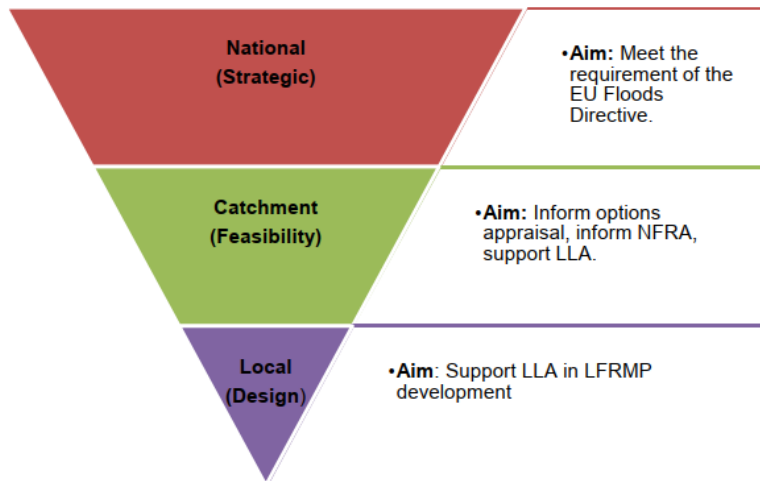 National
(Strategic)
•Aim: Meet the
requirement of the
EU Floods
Directive.
Catchment
(Feasibility)
•Aim: Inform options
appraisal, inform NFRA,
support LLA.
Local
(Design)
•Aim: Support LLA in LFRMP
development